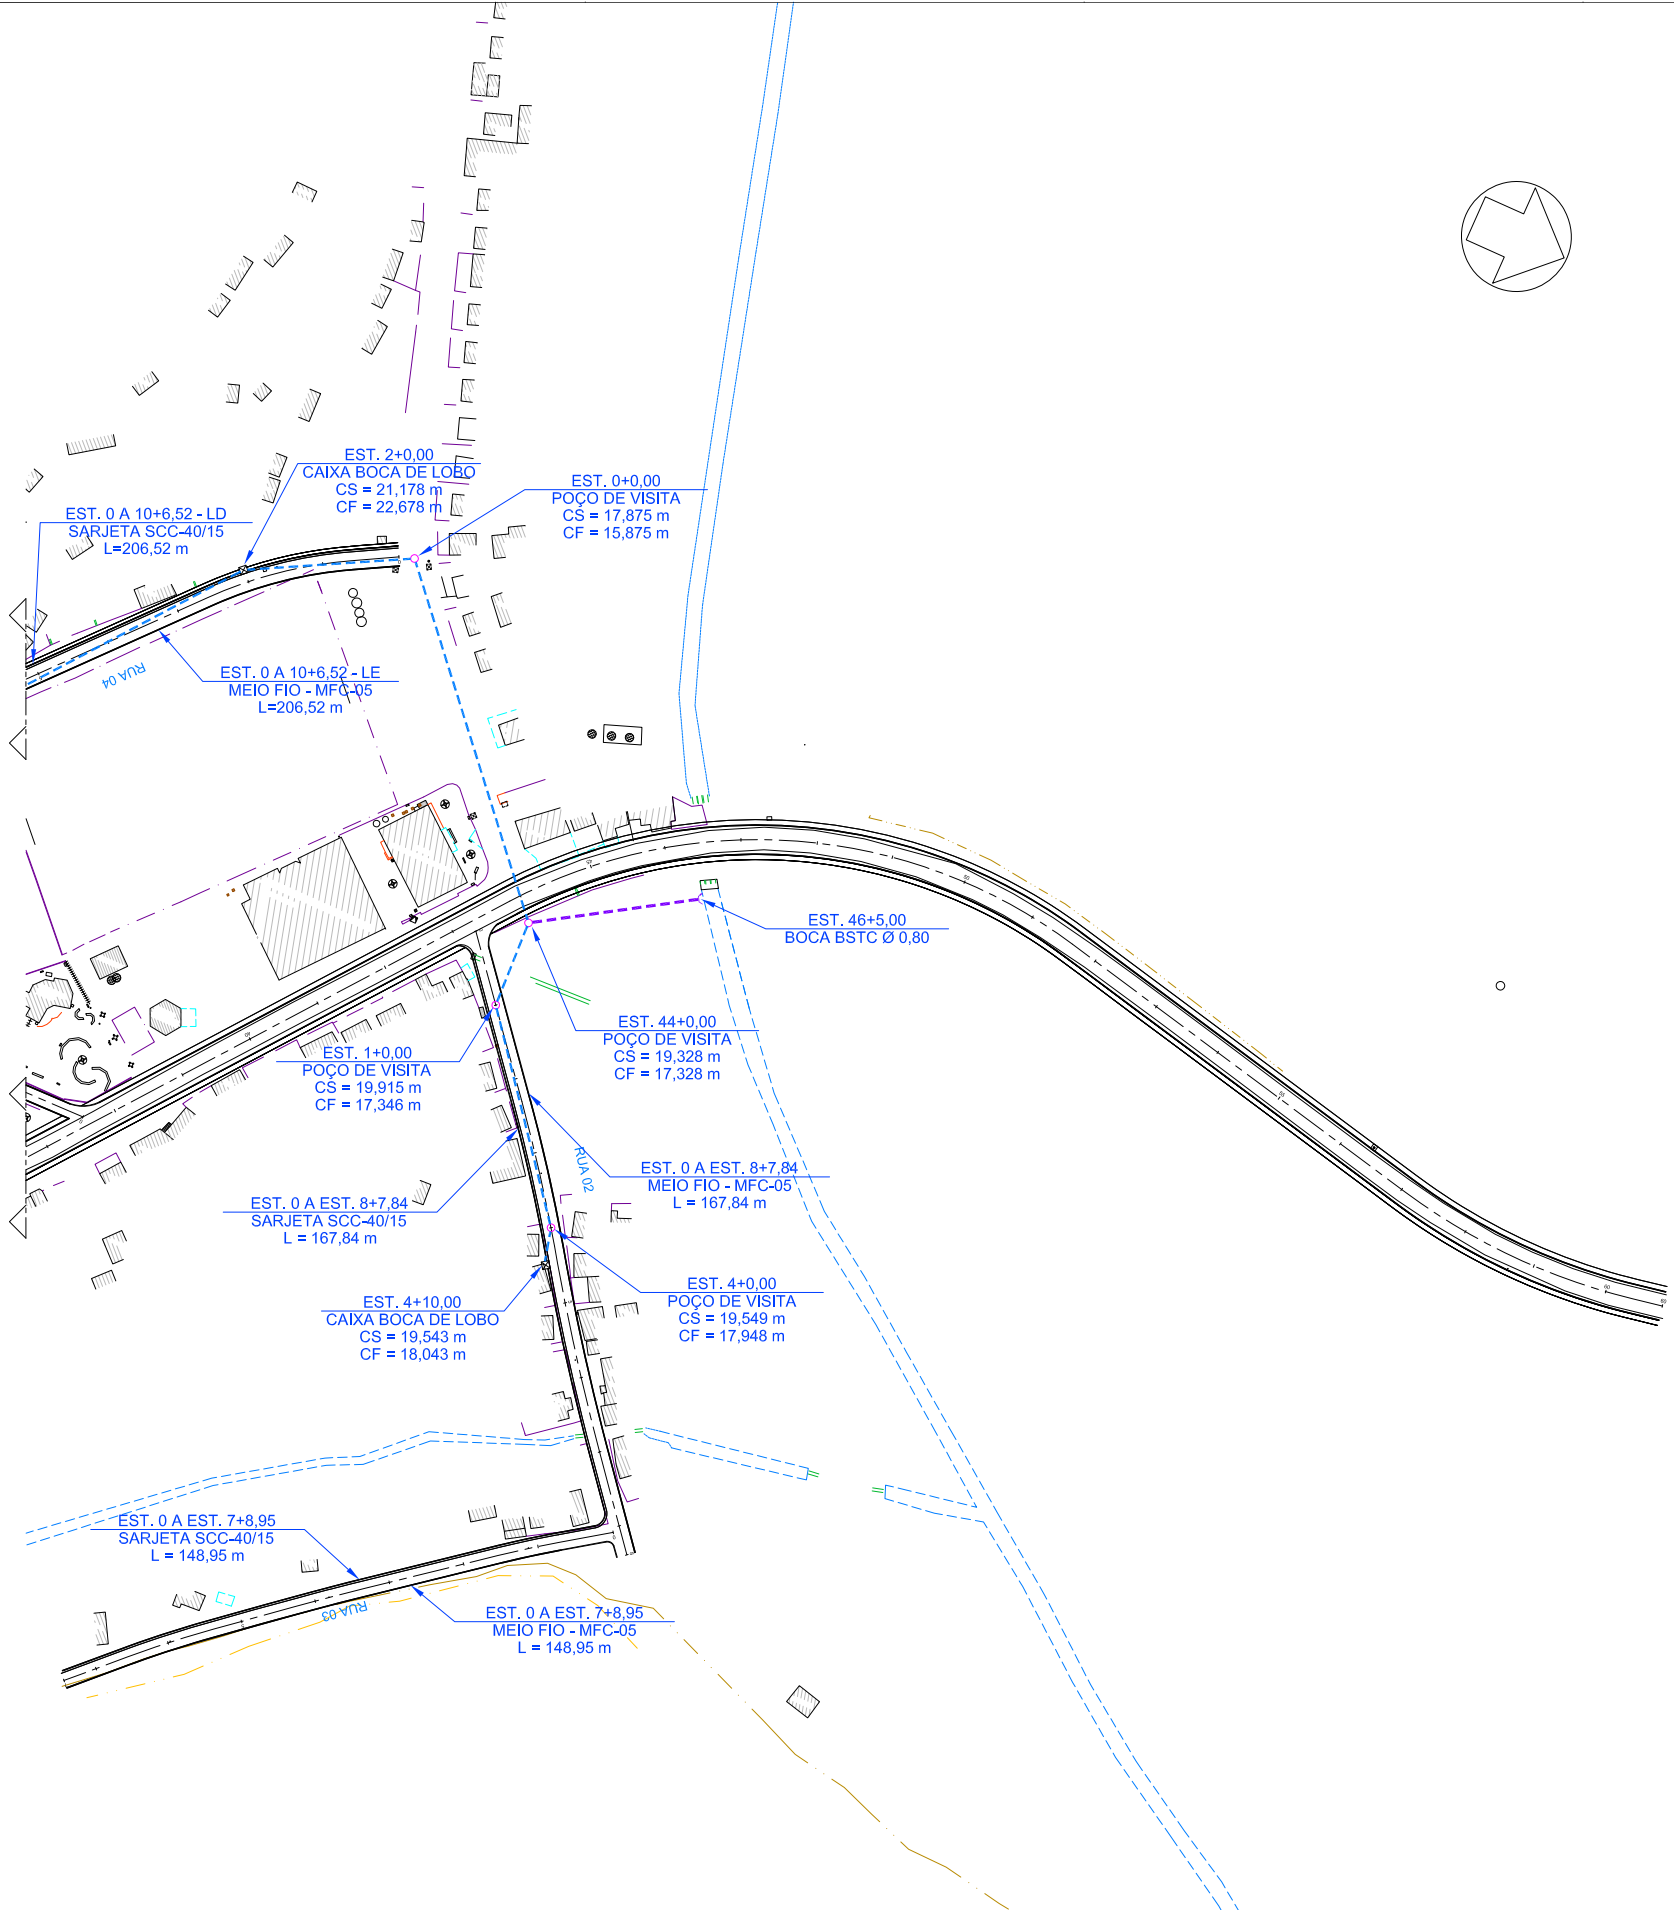 EST. 2+0,00
CAIXA BOCA DE LOBO
CS = 21,178 m
CF = 22,678 m
EST. 0+0,00
POÇO DE VISITA
CS = 17,875 m
CF = 15,875 m
EST. 0 A 10+6,52 - LD
SARJETA SCC-40/15
L=206,52 m
RUA 04
EST. 0 A 10+6,52 - LE
MEIO FIO - MFC-05
L=206,52 m
EST. 46+5,00
BOCA BSTC Ø 0,80
EST. 44+0,00
POÇO DE VISITA
CS = 19,328 m
CF = 17,328 m
EST. 1+0,00
POÇO DE VISITA
CS = 19,915 m
CF = 17,346 m
RUA 02
EST. 0 A EST. 8+7,84
MEIO FIO - MFC-05
L = 167,84 m
EST. 0 A EST. 8+7,84
SARJETA SCC-40/15
L = 167,84 m
EST. 4+0,00
POÇO DE VISITA
CS = 19,549 m
CF = 17,948 m
EST. 4+10,00
CAIXA BOCA DE LOBO
CS = 19,543 m
CF = 18,043 m
EST. 0 A EST. 7+8,95
SARJETA SCC-40/15
L = 148,95 m
RUA 03
EST. 0 A EST. 7+8,95
MEIO FIO - MFC-05
L = 148,95 m